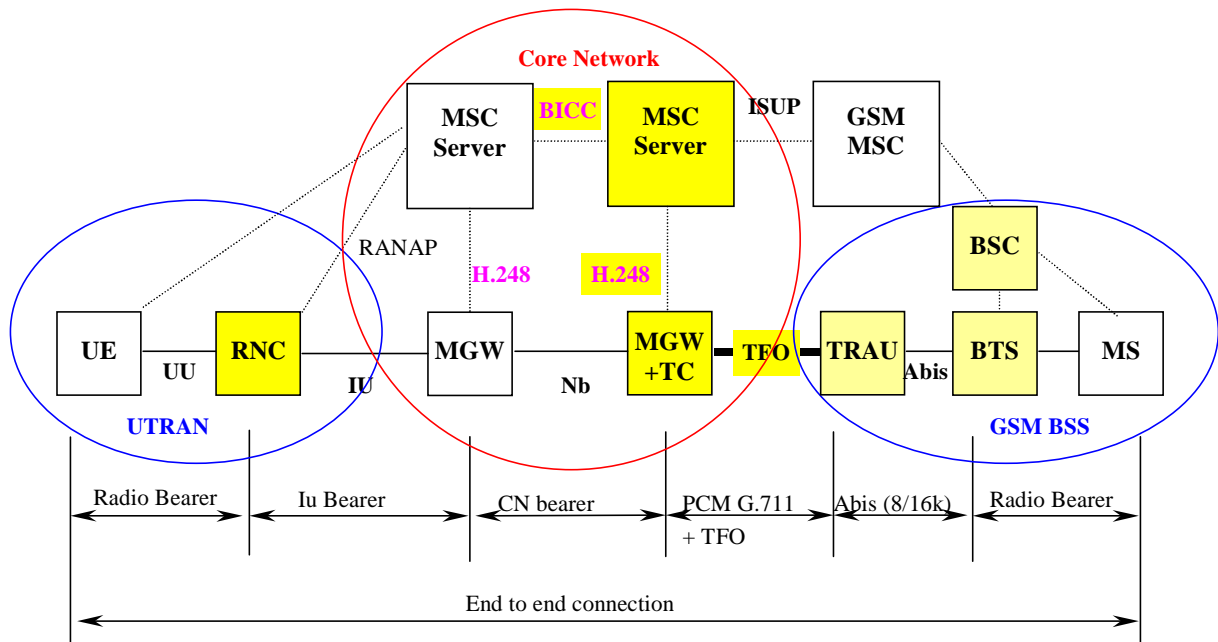 Core Network
MSC
Server
BICC
MSC
Server
ISUP
GSM
MSC
RANAP
H.248
H.248
BSC
UE
UU
RNC
IU
MGW
Nb
MGW
+TC
TFO
TRAU
Abis
BTS
MS
UTRAN
GSM BSS
Radio Bearer
Iu Bearer
CN bearer
PCM G.711
+ TFO
Abis (8/16k)
Radio Bearer
End to end connection